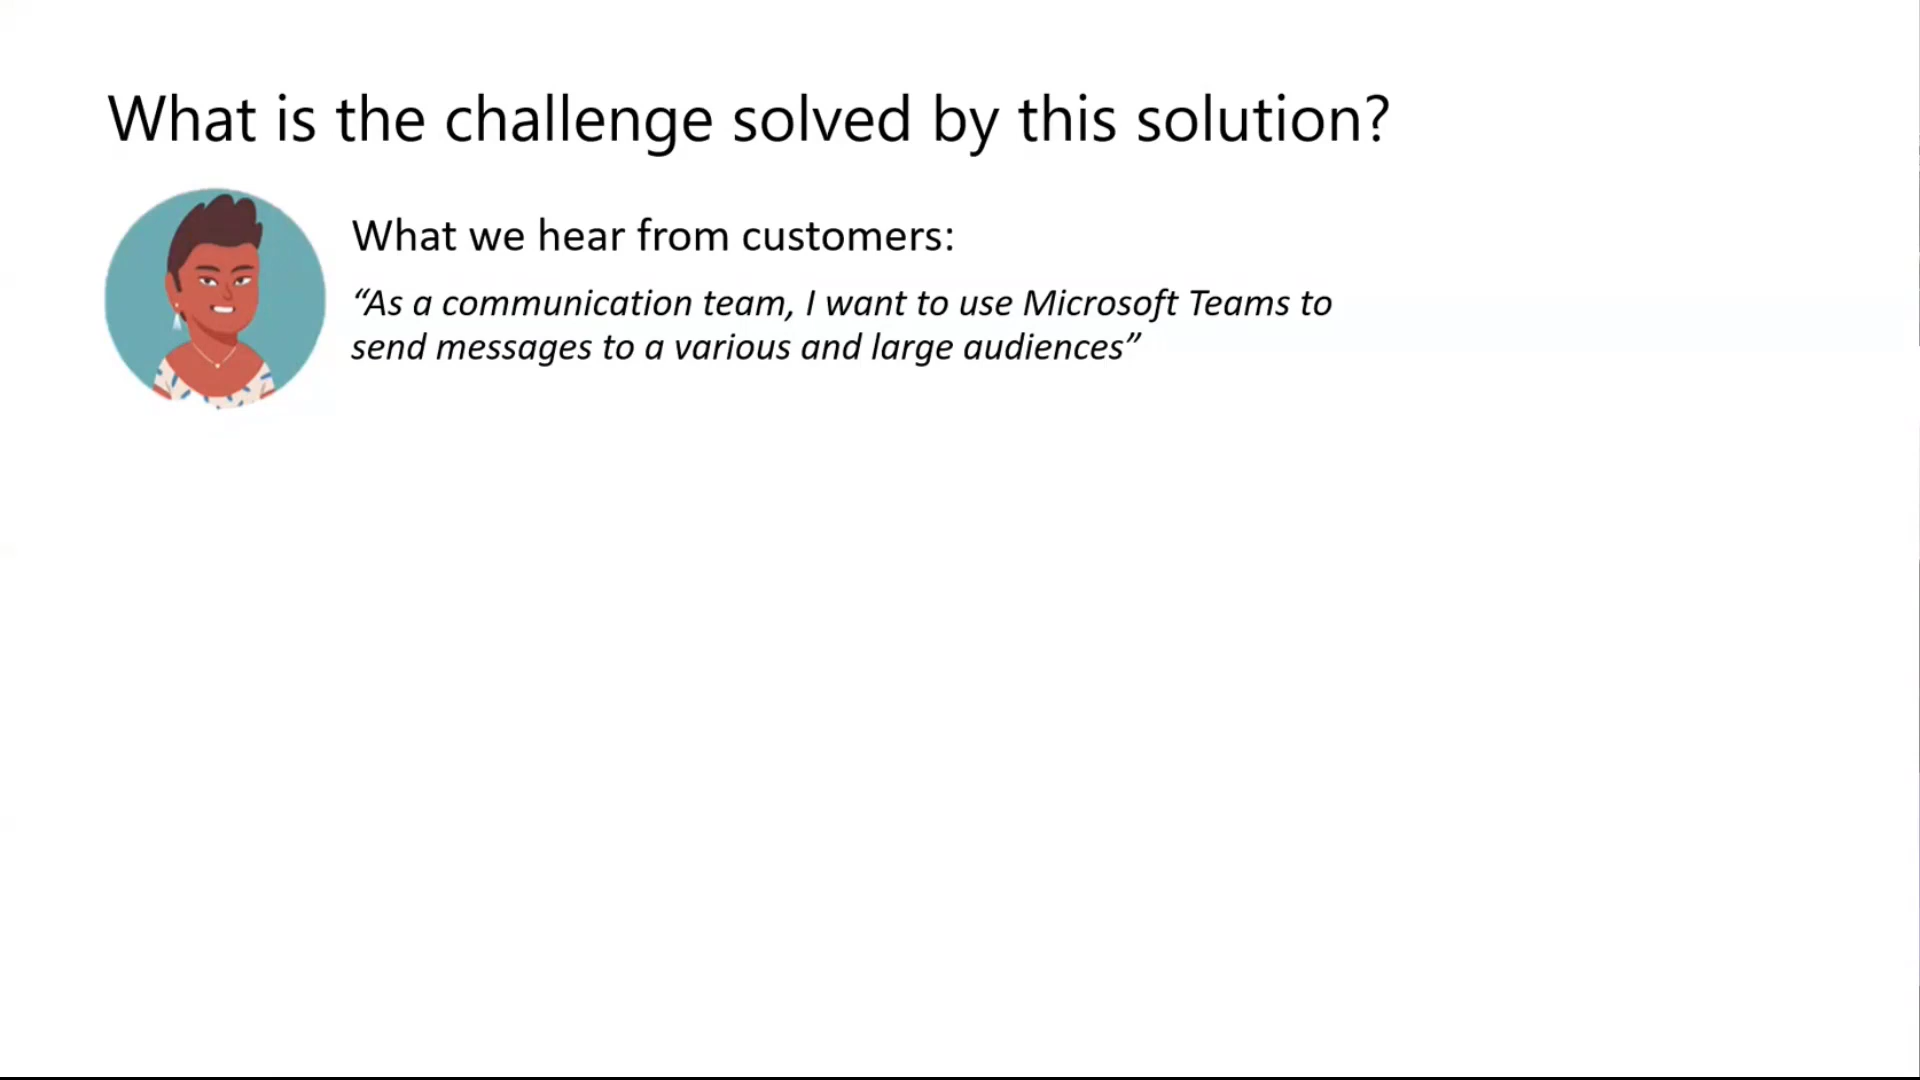 What is the challenge solved by this solution?
What we hear from customers:
“As a communication team, I want to use Microsoft Teams to
send messages to a various and large audiences”